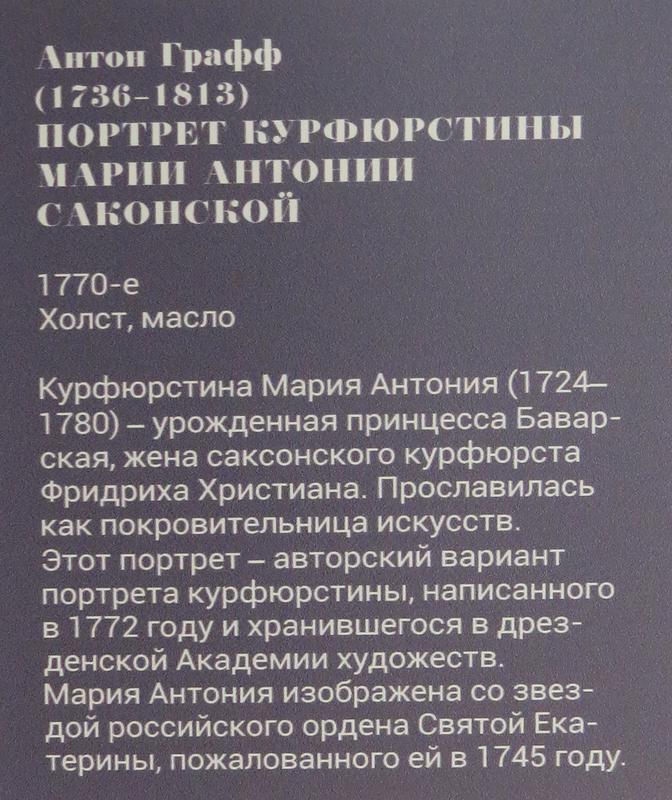 Антон Графф
(1736–1813)
ПОРТРЕТ КУРФЮРСТИНЫ
МАРИИ АНТОНИИ
САКОНСКОЙ
1770-е
Холст, масло
Курфюрстина Мария Антония (1724–
1780) – урожденная принцесса Бавар-
ская, жена саксонского курфюрста
Фридриха Христиана. Прославилась
как покровительница искусств.
Этот портрет – авторский вариант
портрета курфюрстины, написанного
в 1772 году и хранившегося в дрез-
денской Академии художеств.
Мария Антония изображена со звез-
дой российского ордена Святой Ека-
терины, пожалованного ей в 1745 году.